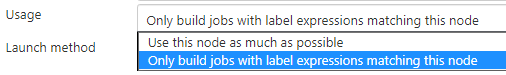 Usage
Only build jobs with label expressions matching this node
Use this node as much as possible
Launch method
Only build jobs with label expressions matching this node